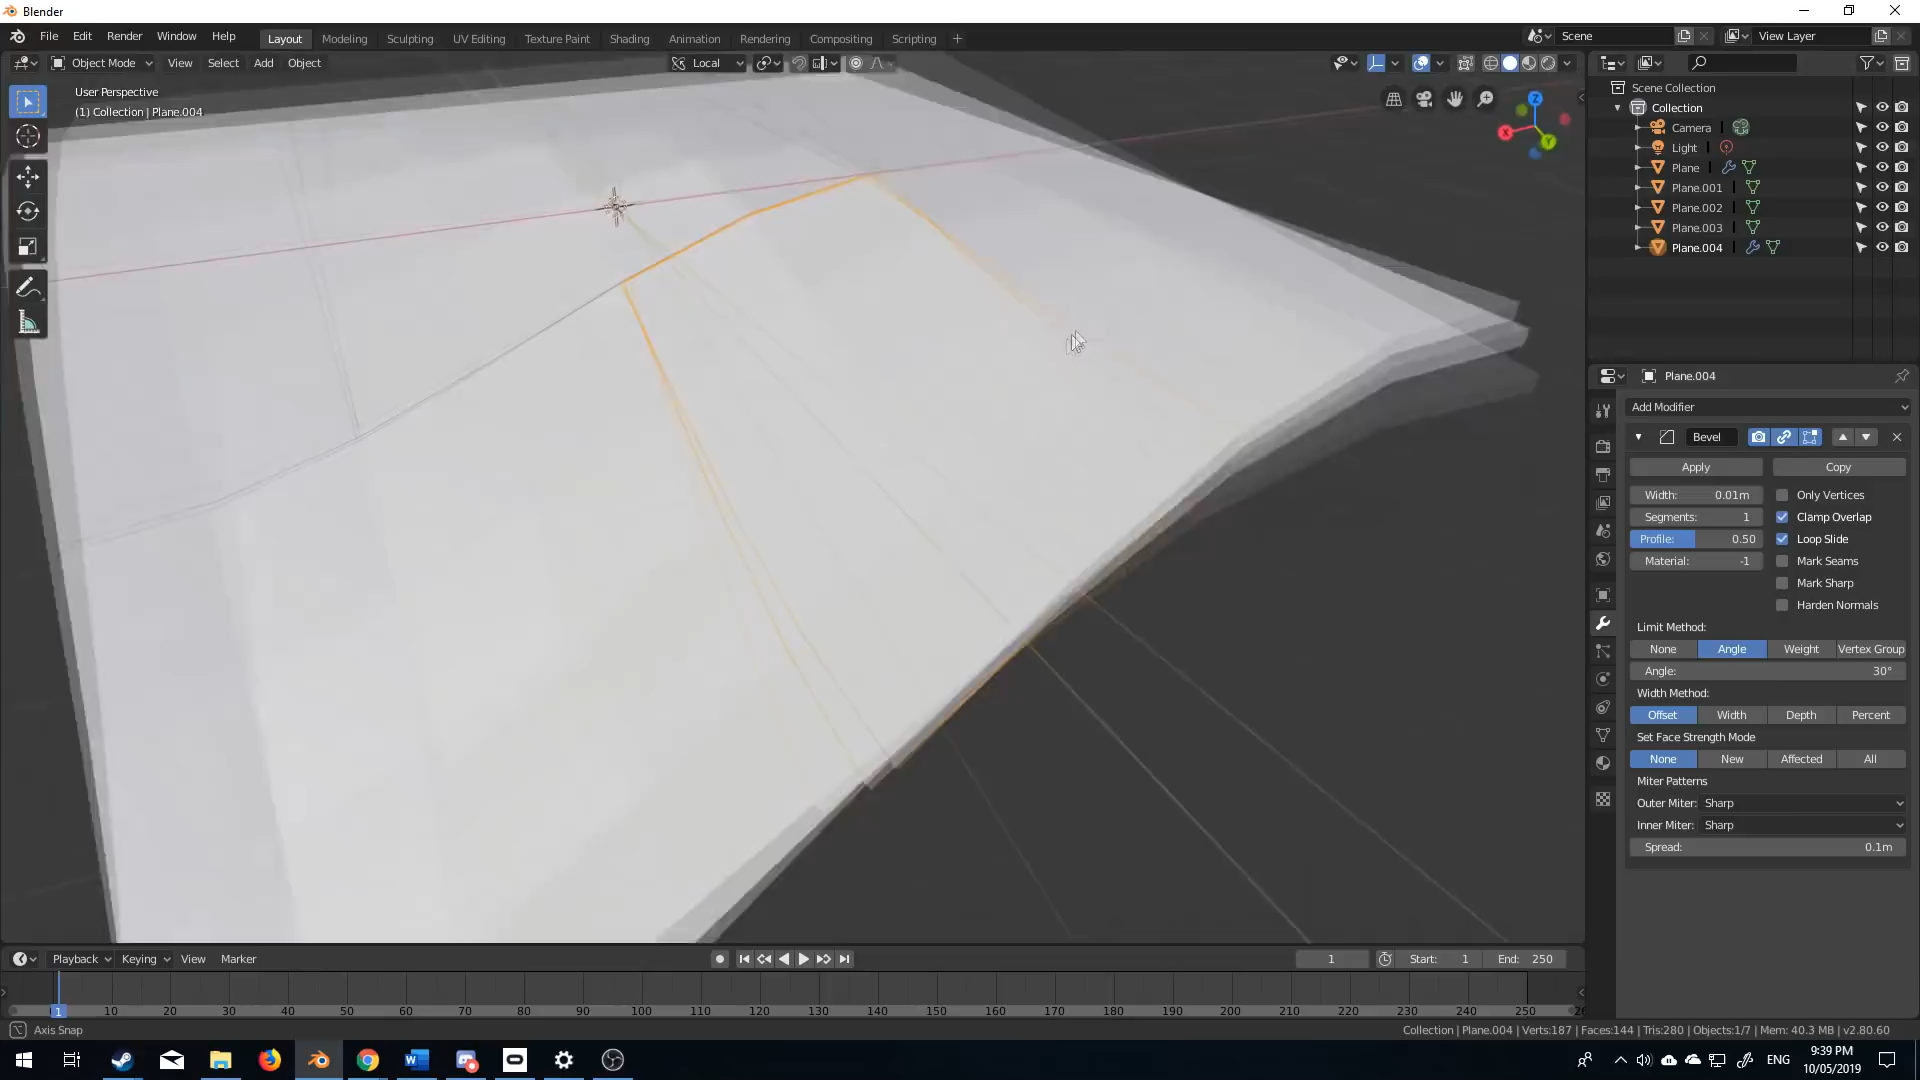 Blender
File Edit Render Window Help
Layout Modeling Sculpting UV Editing Texture Paint Shading Animation Rendering Compositing Scripting +
Scene
View Layer
Object Mode View Select Add Object
Local
User Perspective
(1) Collection | Plane.004
Z
X
Y
Scene Collection
Collection
Camera
Light
Plane
Plane.001
Plane.002
Plane.003
Plane.004
Plane.004
Add Modifier
Bevel
Apply Copy
Width: 0.01m Only Vertices
Segments: 1 Clamp Overlap
Profile: 0.50 Loop Slide
Material: -1 Mark Seams
Mark Sharp
Harden Normals
Limit Method:
None Angle Weight Vertex Group
Angle: 30°
Width Method:
Offset Width Depth Percent
Set Face Strength Mode
None New Affected All
Miter Patterns
Outer Miter: Sharp
Inner Miter: Sharp
Spread: 0.1m
Playback Keying View Marker
1 Start: 1 End: 250
1 10 20 30 40 50 60 70 80 90 100 110 120 130 140 150 160 170 180 190 200 210 220 230 240 250
Axis Snap
Collection | Plane.004 | Verts:187 | Faces:144 | Tris:280 | Objects:1/7 | Mem: 40.3 MB | v2.80.60
ENG
9:39 PM
10/05/2019